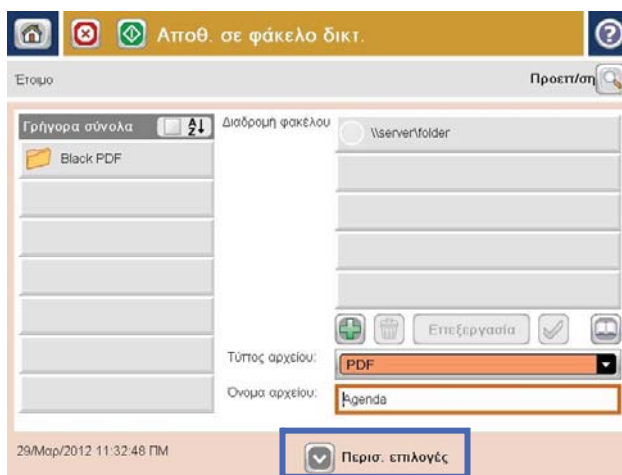 Αποθ. σε φάκελο δικτ.
Έτοιμο
Προεπ/ση
Γρήγορα σύνολα
Διαδρομή φακέλου
\\server\folder
Black PDF
Επεξεργασία
Τύπος αρχείου:
PDF
Όνομα αρχείου:
Agenda
29/Μαρ/2012 11:32:48 ΠΜ
Περισ. επιλογές